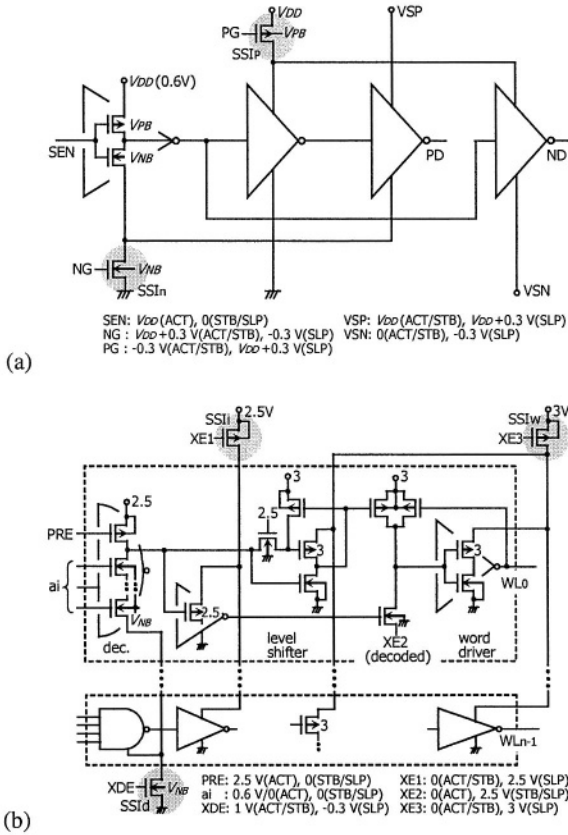 VDD
VSP
PG
VPB
SSIp
VDD(0.6V)
VPB
SEN
VNB
PD
ND
NG
VNB
SSIn
VSN
SEN: VDD(ACT), 0(STB/SLP)
NG : VDD+0.3 V(ACT/STB), -0.3 V(SLP)
PG : -0.3 V(ACT/STB), VDD+0.3 V(SLP)
VSP: VDD(ACT/STB), VDD+0.3 V(SLP)
VSN: 0(ACT/STB), -0.3 V(SLP)
(a)
SSIi
2.5V
XE1
SSIw
3V
XE3
2.5
PRE
ai
VNB
dec.
2.5
2.5
3
3
3
3
level
shifter
XE2
(decoded)
word
driver
WL0
3
WLn-1
XDE
VNB
SSId
PRE: 2.5 V(ACT), 0(STB/SLP)
ai : 0.6 V/0(ACT), 0(STB/SLP)
XDE: 1 V(ACT/STB), -0.3 V(SLP)
XE1: 0(ACT/STB), 2.5 V(SLP)
XE2: 0(ACT), 2.5 V(STB/SLP)
XE3: 0(ACT/STB), 3 V(SLP)
(b)